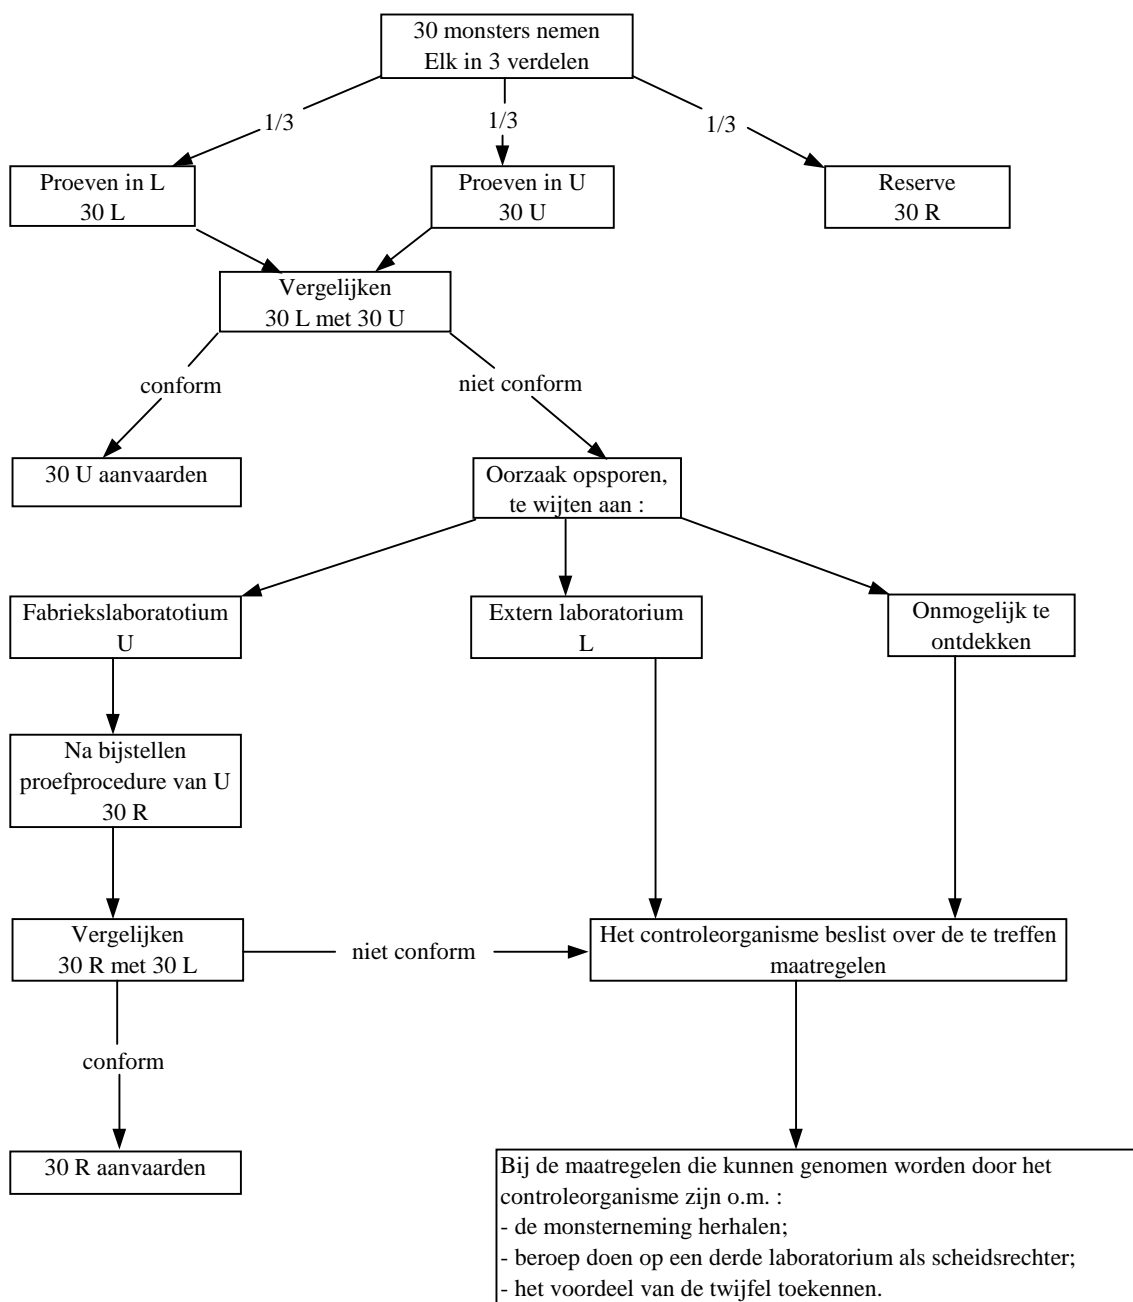 30 monsters nemen
Elk in 3 verdelen
1/3
1/3
1/3
Proeven in L
30 L
Proeven in U
30 U
Reserve
30 R
Vergelijken
30 L met 30 U
conform
niet conform
30 U aanvaarden
Oorzaak opsporen,
te wijten aan :
Fabriekslaboratotium
U
Extern laboratorium
L
Onmogelijk te
ontdekken
Na bijstellen
proefprocedure van U
30 R
Vergelijken
30 R met 30 L
niet conform
Het controleorganisme beslist over de te treffen
maatregelen
conform
30 R aanvaarden
Bij de maatregelen die kunnen genomen worden door het
controleorganisme zijn o.m. :
- de monsterneming herhalen;
- beroep doen op een derde laboratorium als scheidsrechter;
- het voordeel van de twijfel toekennen.